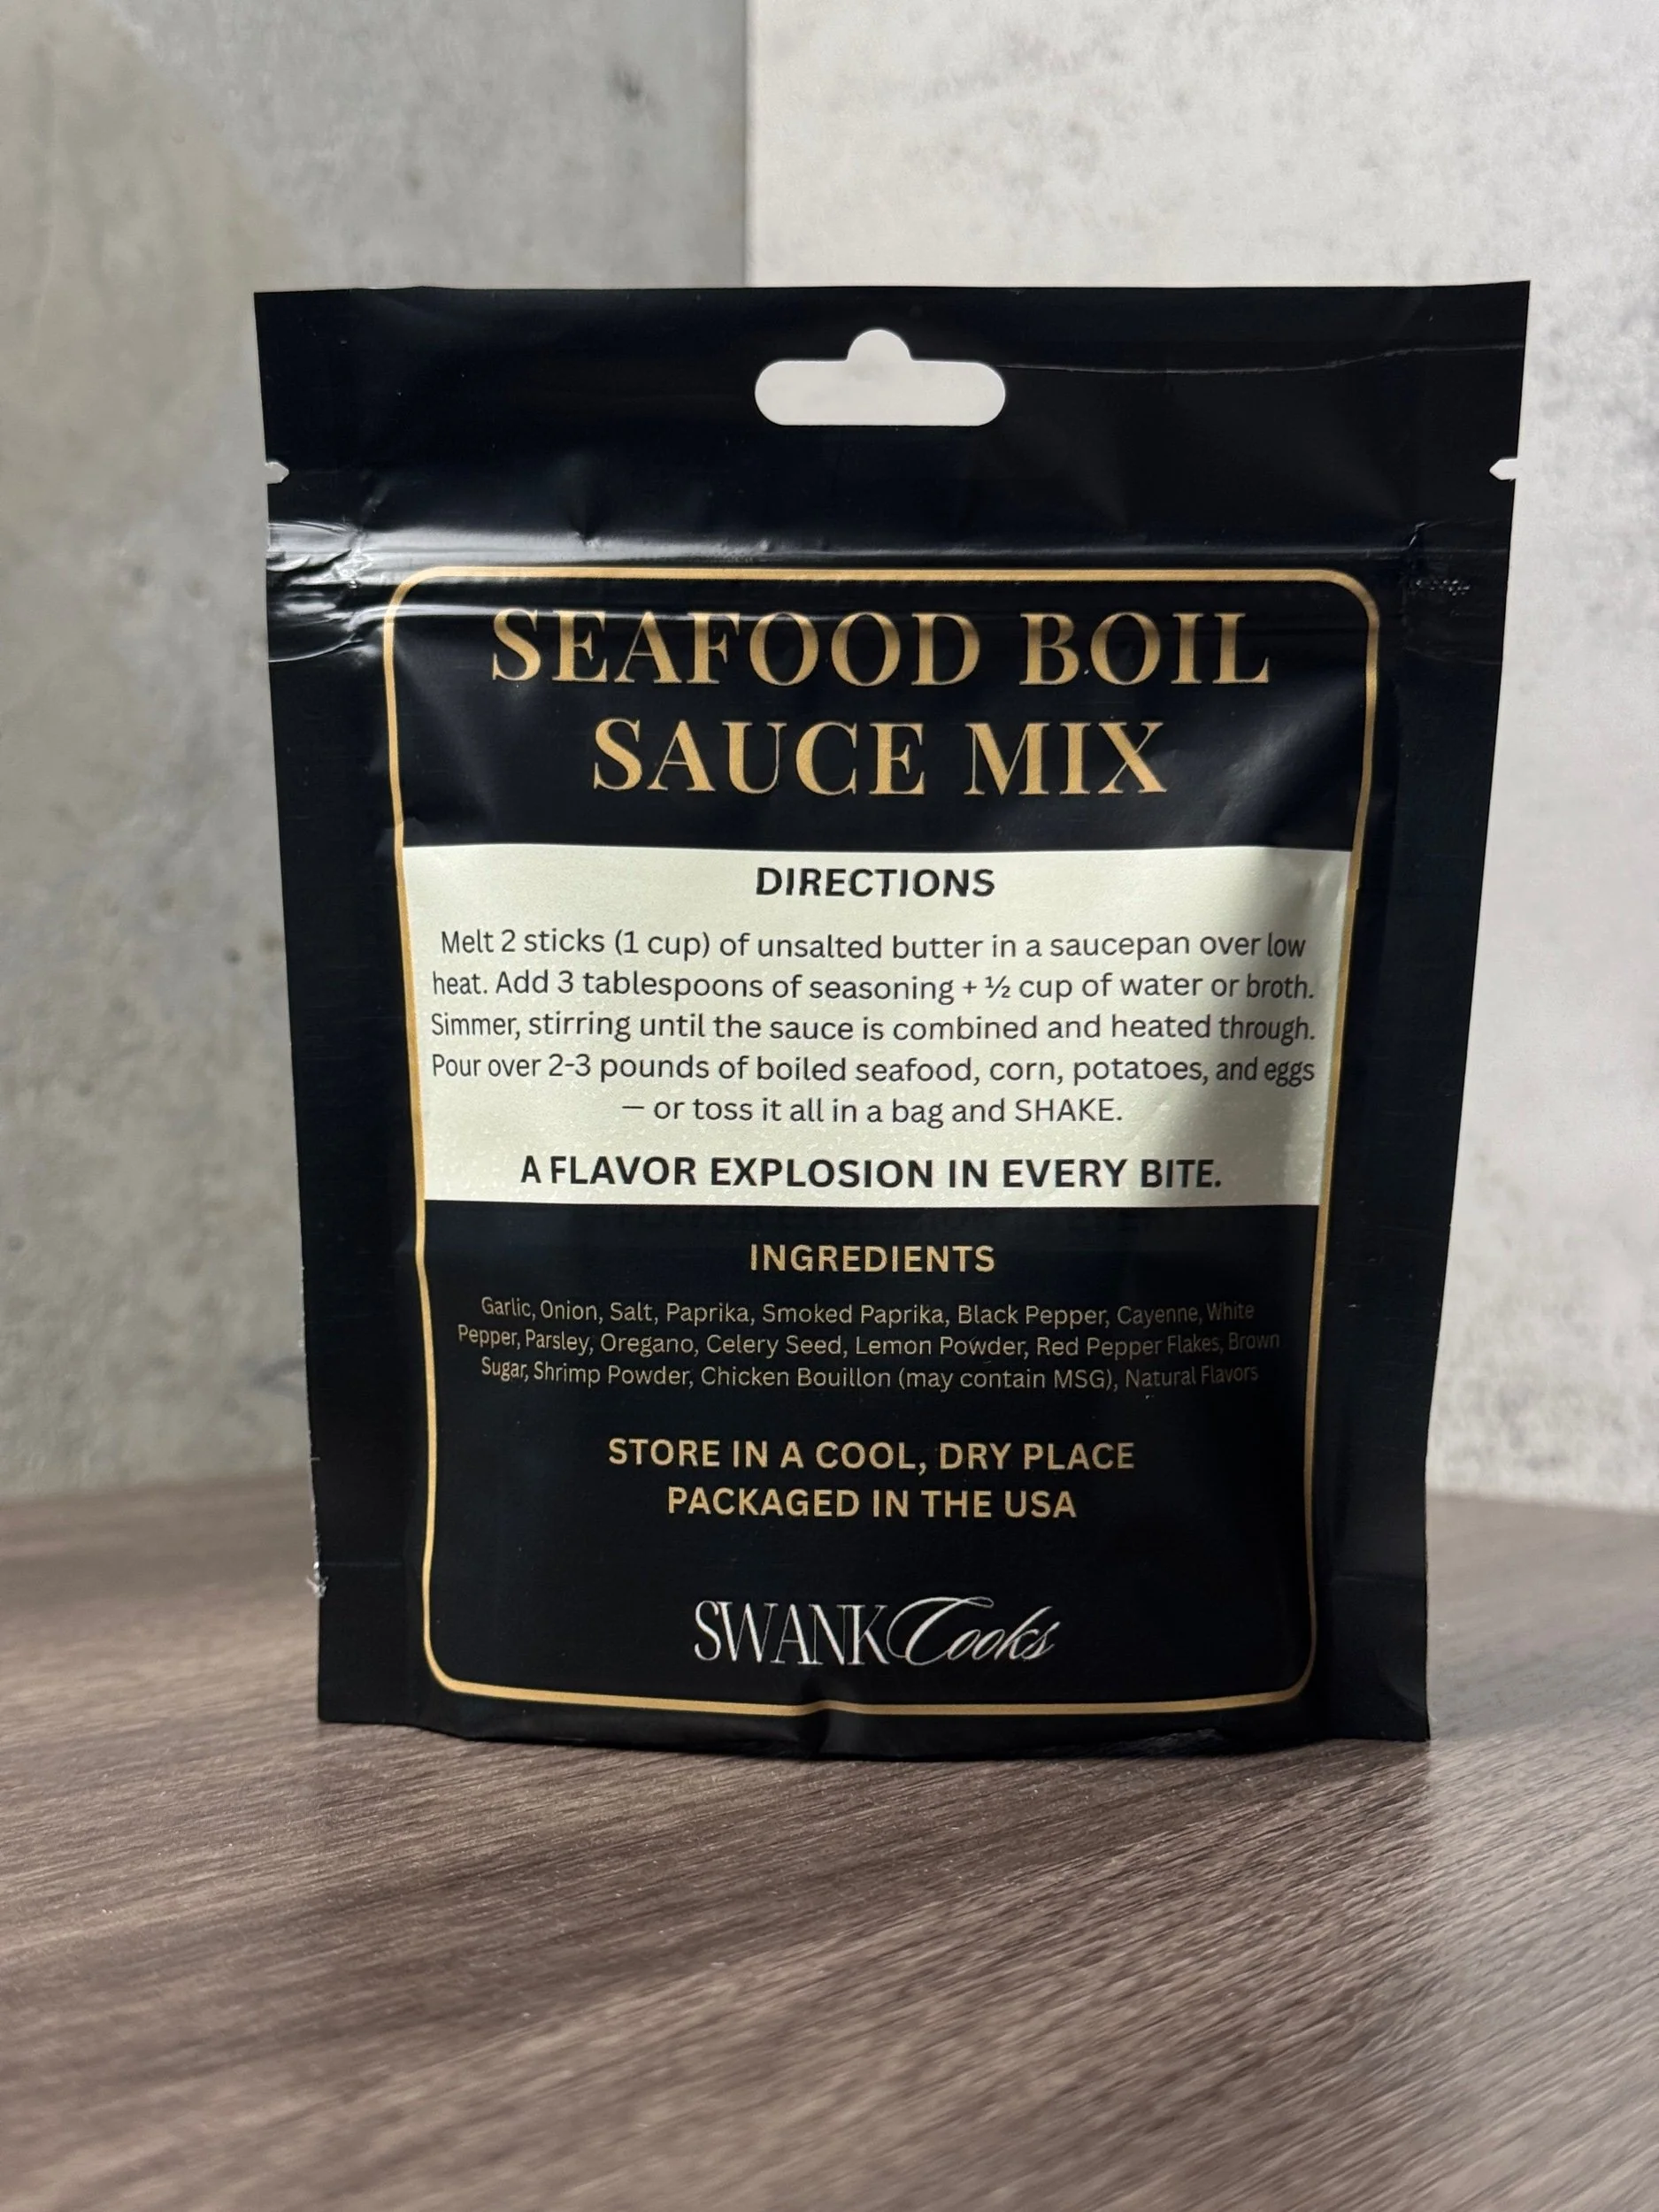 SEAFOOD BOIL
SAUCE MIX
DIRECTIONS
Melt 2 sticks (1 cup) of unsalted butter in a saucepan over low
heat. Add 3 tablespoons of seasoning + ½ cup of water or broth.
Simmer, stirring until the sauce is combined and heated through.
Pour over 2-3 pounds of boiled seafood, corn, potatoes, and eggs
— or toss it all in a bag and SHAKE.
A FLAVOR EXPLOSION IN EVERY BITE.
INGREDIENTS
Garlic, Onion, Salt, Paprika, Smoked Paprika, Black Pepper, Cayenne, White
Pepper, Parsley, Oregano, Celery Seed, Lemon Powder, Red Pepper Flakes, Brown
Sugar, Shrimp Powder, Chicken Bouillon (may contain MSG), Natural Flavors
STORE IN A COOL, DRY PLACE
PACKAGED IN THE USA
SWANK Cooks